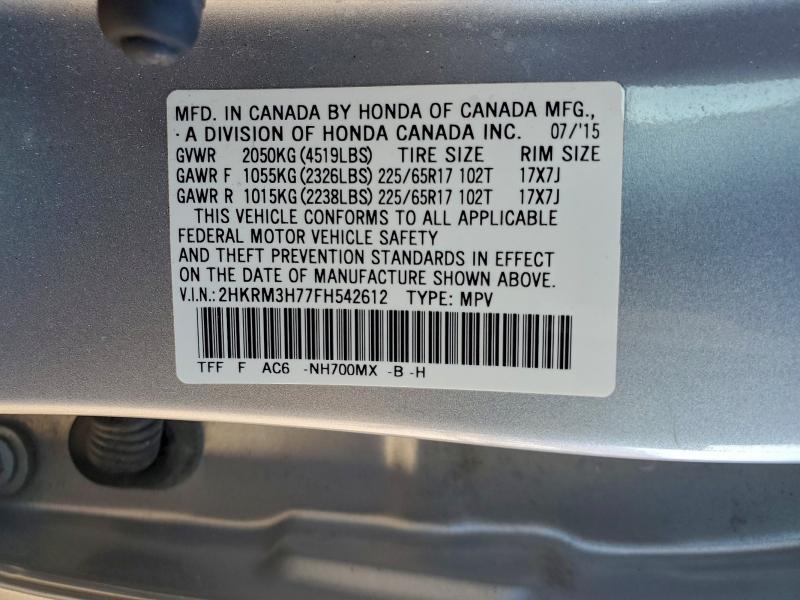 MFD. IN CANADA BY HONDA OF CANADA MFG.,
A DIVISION OF HONDA CANADA INC. 07/'15
GVWR 2050KG (4519LBS) TIRE SIZE RIM SIZE
GAWR F 1055KG (2326LBS) 225/65R17 102T 17X7J
GAWR R 1015KG (2238LBS) 225/65R17 102T 17X7J
THIS VEHICLE CONFORMS TO ALL APPLICABLE
FEDERAL MOTOR VEHICLE SAFETY
AND THEFT PREVENTION STANDARDS IN EFFECT
ON THE DATE OF MANUFACTURE SHOWN ABOVE.
V.I.N.: 2HKRM3H77FH542612 TYPE: MPV
TFF F AC6 -NH700MX -B -H